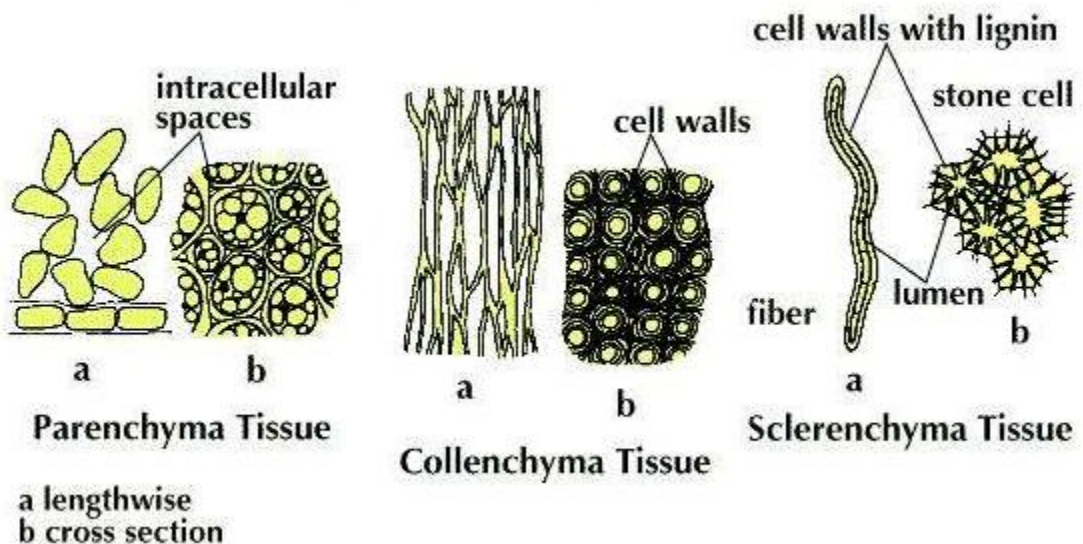 intracellular
spaces
a
b
Parenchyma Tissue
cell walls
a
b
Collenchyma Tissue
cell walls with lignin
stone cell
lumen
fiber
b
a
Sclerenchyma Tissue
a lengthwise
b cross section